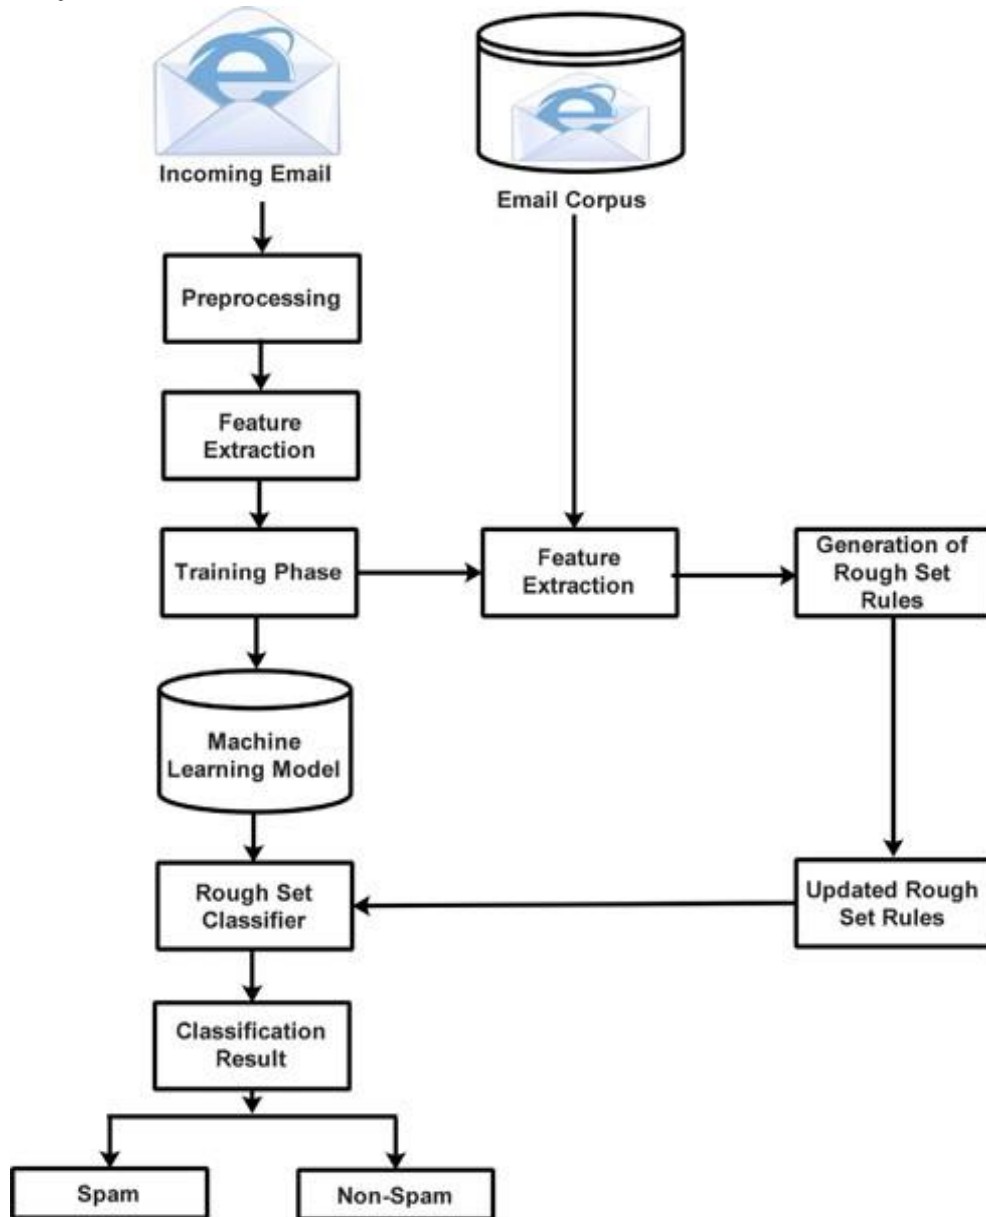 Incoming Email
Email Corpus
Preprocessing
Feature
Extraction
Training Phase
Feature
Extraction
Generation of
Rough Set
Rules
Machine
Learning Model
Rough Set
Classifier
Updated Rough
Set Rules
Classification
Result
Spam
Non-Spam